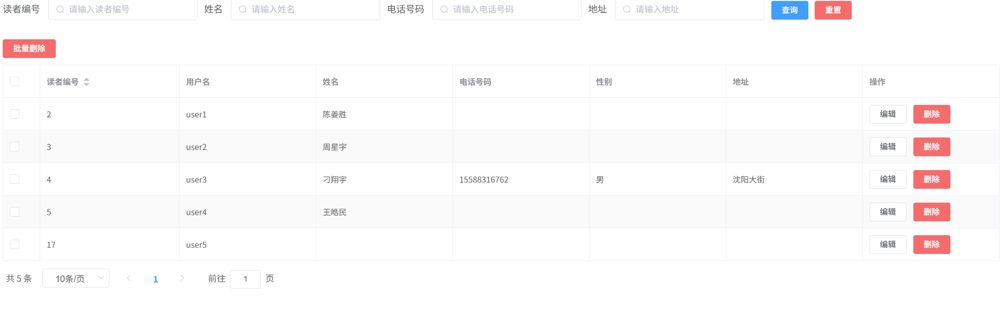 读者编号 请输入读者编号 姓名 请输入姓名 电话号码 请输入电话号码 地址 请输入地址 查询 重置
批量删除
读者编号 用户名 姓名 电话号码 性别 地址 操作
2 user1 陈姜胜 编辑 删除
3 user2 周星宇 编辑 删除
4 user3 刁翔宇 15588316762 男 沈阳大街 编辑 删除
5 user4 王皓民 编辑 删除
17 user5 编辑 删除
共 5 条 10条/页 1 前往 1 页